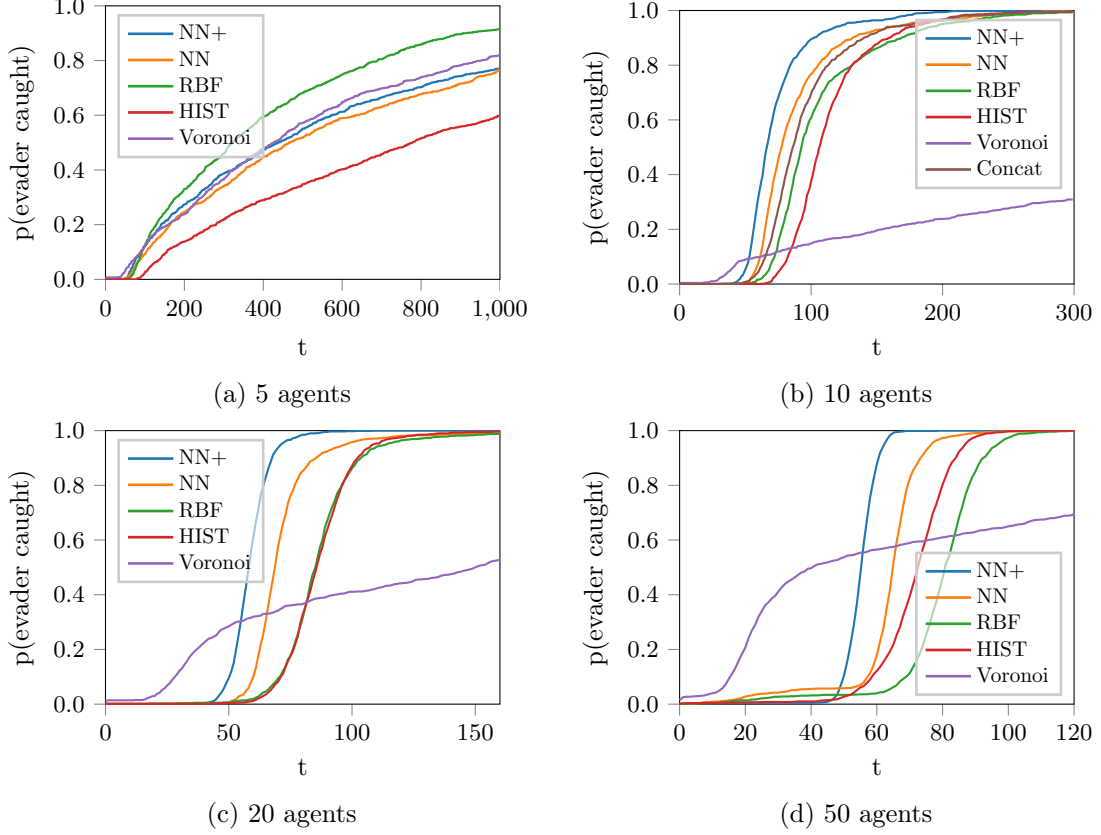 p(evader caught)
1.0
0.8
0.6
0.4
0.2
0.0
NN+
NN
RBF
HIST
Voronoi
0 200 400 600 800 1,000
t
(a) 5 agents
p(evader caught)
1.0
0.8
0.6
0.4
0.2
0.0
NN+
NN
RBF
HIST
Voronoi
Concat
0 100 200 300
t
(b) 10 agents
p(evader caught)
1.0
0.8
0.6
0.4
0.2
0.0
NN+
NN
RBF
HIST
Voronoi
0 50 100 150
t
(c) 20 agents
p(evader caught)
1.0
0.8
0.6
0.4
0.2
0.0
NN+
NN
RBF
HIST
Voronoi
0 20 40 60 80 100 120
t
(d) 50 agents